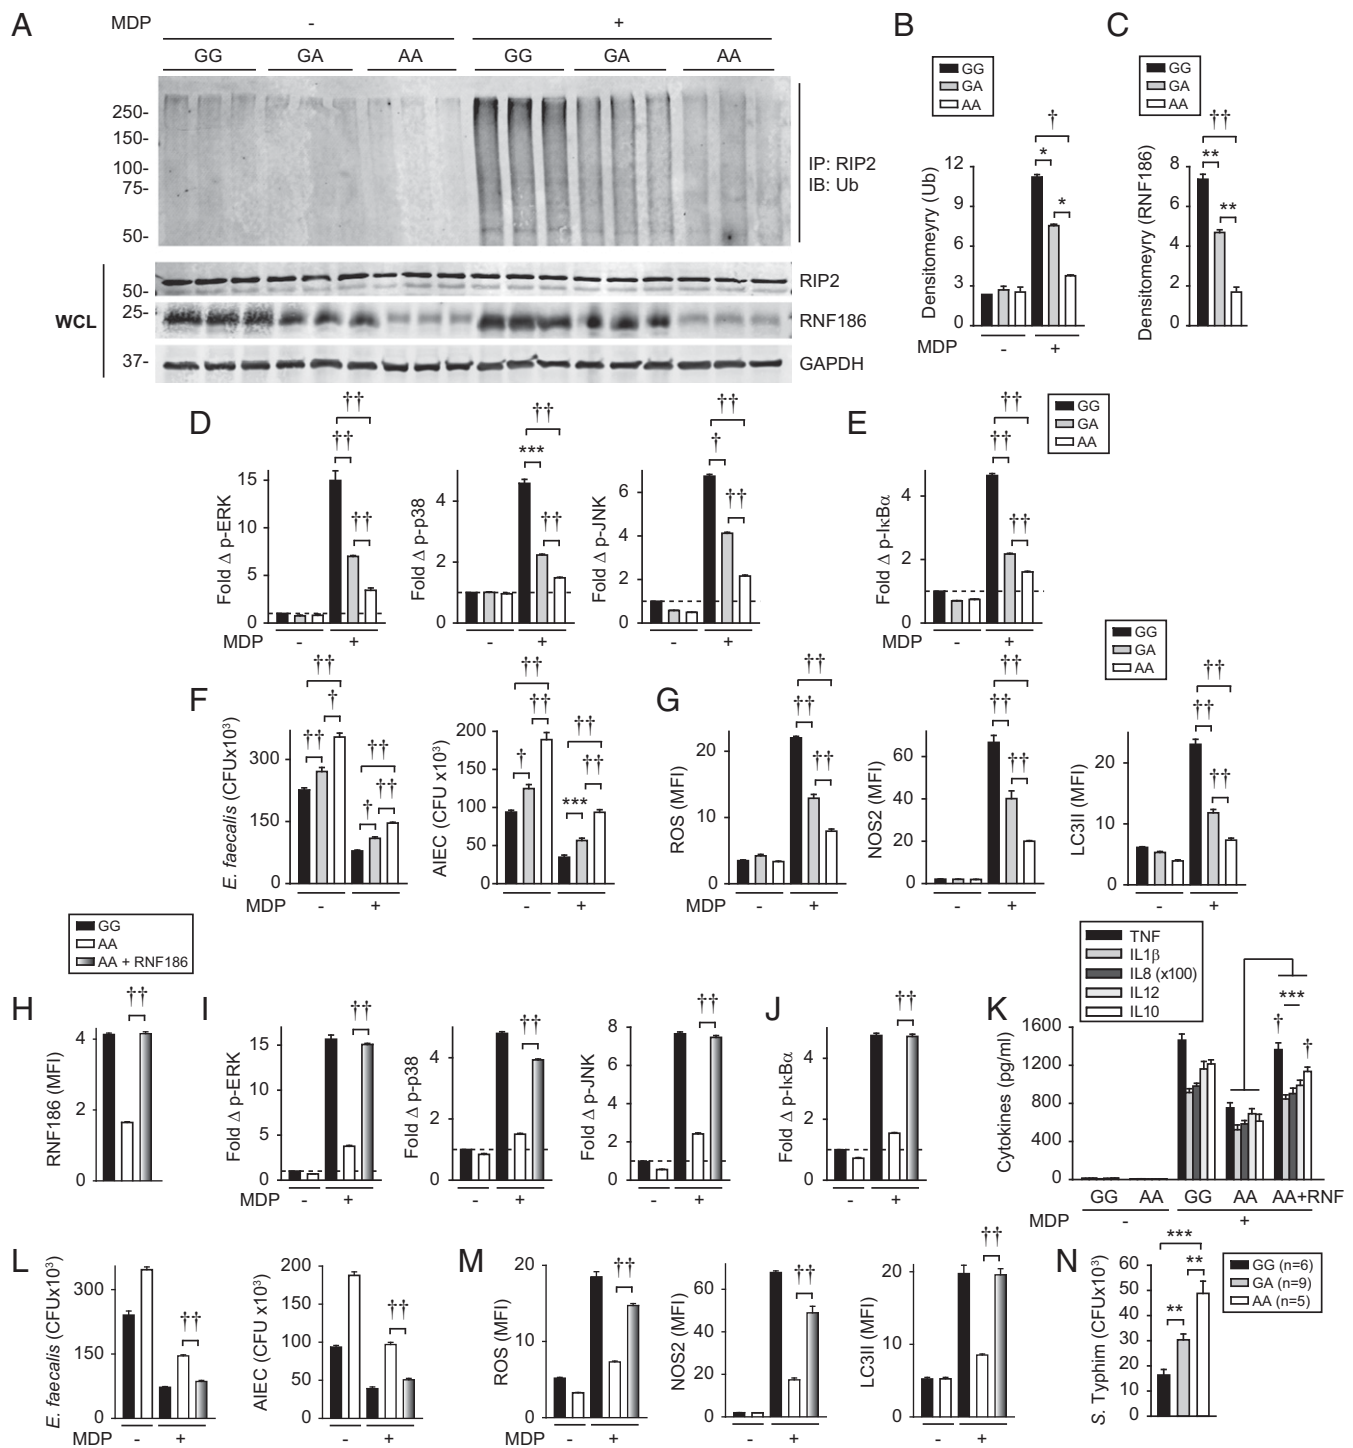 A
MDP - +
GG GA AA GG GA AA
250-
150-
100-
75-
50-
IP: RIP2
IB: Ub
WCL
50-
RIP2
25-
RNF186
37-
GAPDH
B
GG
GA
AA
Densitomeyry (Ub)
12
9
6
3
0
†
*
*
MDP - +
C
GG
GA
AA
Densitomeyry (RNF186)
8
6
4
2
0
††
**
**
D
Fold Δ p-ERK
15
10
5
0
††
††
††
MDP - +
Fold Δ p-p38
4
2
0
††
***
††
- +
Fold Δ p-JNK
6
4
2
0
††
†
††
- +
E
GG
GA
AA
Fold Δ p-IκBα
4
2
0
††
††
††
- +
F
E. faecalis (CFUx10³)
300
150
0
††
††
†
††
†
††
MDP - +
AIEC (CFU x10³)
200
150
100
50
0
††
†
††
††
***
††
- +
G
GG
GA
AA
ROS (MFI)
20
10
0
††
††
††
MDP - +
NOS2 (MFI)
60
40
20
0
††
††
††
- +
LC3II (MFI)
20
10
0
††
††
††
- +
GG
AA
AA + RNF186
H
RNF186 (MFI)
4
2
0
††
I
Fold Δ p-ERK
15
10
5
0
††
MDP - +
Fold Δ p-p38
4
2
0
††
- +
Fold Δ p-JNK
8
6
4
2
0
††
- +
J
Fold Δ p-IκBα
4
2
0
††
- +
K
TNF
IL1β
IL8 (x100)
IL12
IL10
Cytokines (pg/ml)
1600
1200
800
400
0
***
†
†
GG AA GG AA AA+RNF
MDP - +
L
E. faecalis (CFUx10³)
300
150
0
††
MDP - +
AIEC (CFU x10³)
200
150
100
50
0
††
- +
M
ROS (MFI)
20
10
0
††
MDP - +
NOS2 (MFI)
60
40
20
0
††
- +
LC3II (MFI)
20
10
0
††
- +
N
GG (n=6)
GA (n=9)
AA (n=5)
S. Typhim (CFUx10³)
60
50
40
30
20
10
0
***
**
**